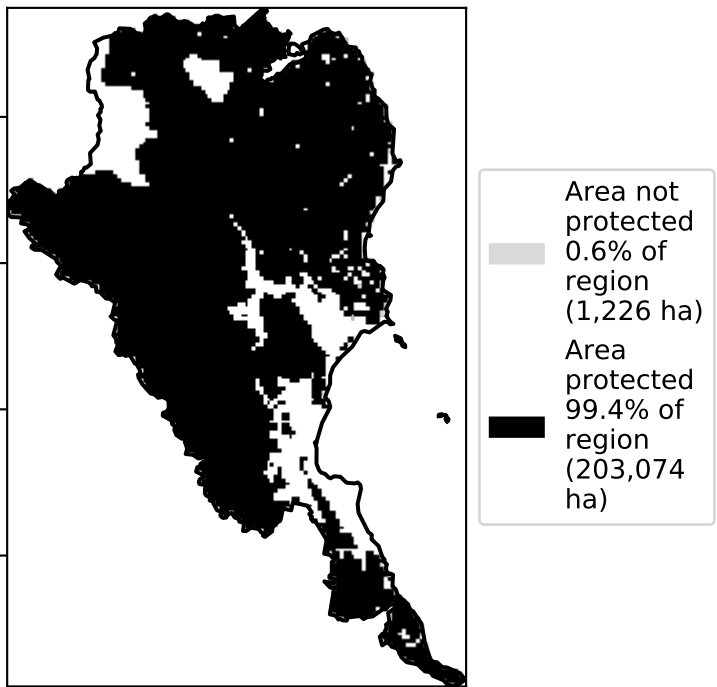 Area not
protected
0.6% of
region
(1,226 ha)
Area
protected
99.4% of
region
(203,074
ha)